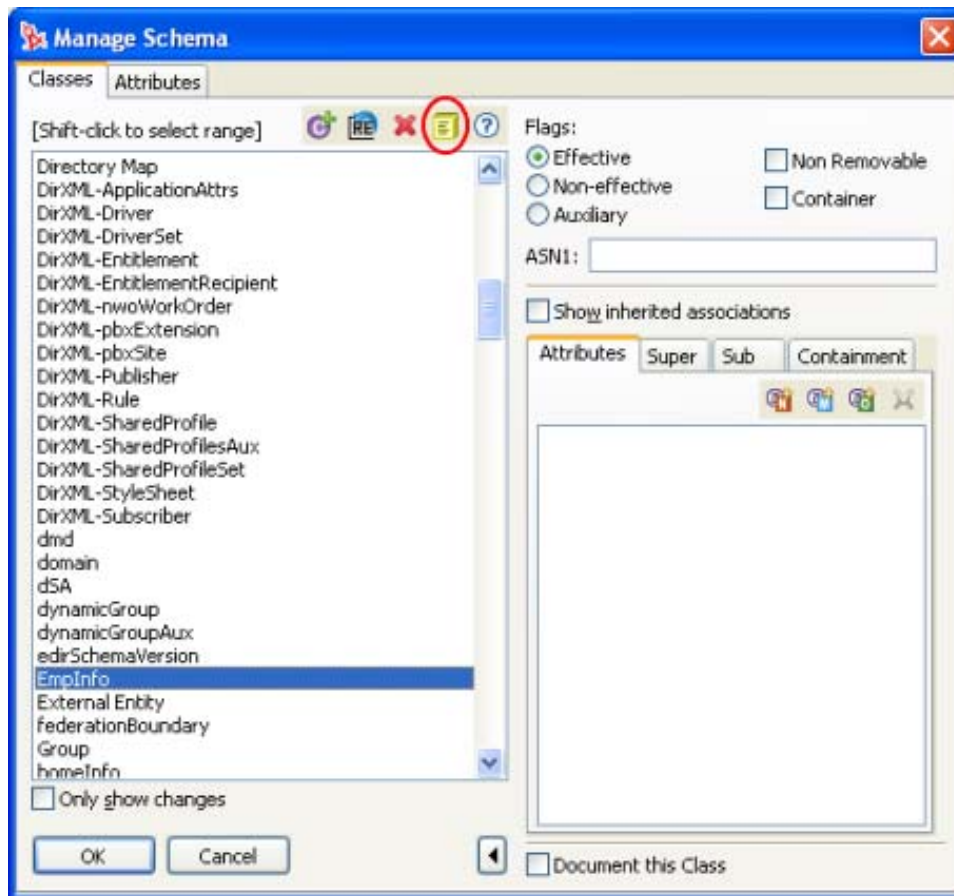 Manage Schema
Classes Attributes
[Shift-click to select range]
RE
Directory Map
DirXML-ApplicationAttrs
DirXML-Driver
DirXML-DriverSet
DirXML-Entitlement
DirXML-EntitlementRecipient
DirXML-nwoWorkOrder
DirXML-pbxExtension
DirXML-pbxSite
DirXML-Publisher
DirXML-Rule
DirXML-SharedProfile
DirXML-SharedProfilesAux
DirXML-SharedProfileSet
DirXML-StyleSheet
DirXML-Subscriber
dmd
domain
dSA
dynamicGroup
dynamicGroupAux
edirSchemaVersion
EmpInfo
External Entity
federationBoundary
Group
homeInfo
Only show changes
OK Cancel
Flags:
Effective
Non-effective
Auxiliary
Non Removable
Container
ASN1:
Show inherited associations
Attributes Super Sub Containment
Document this Class